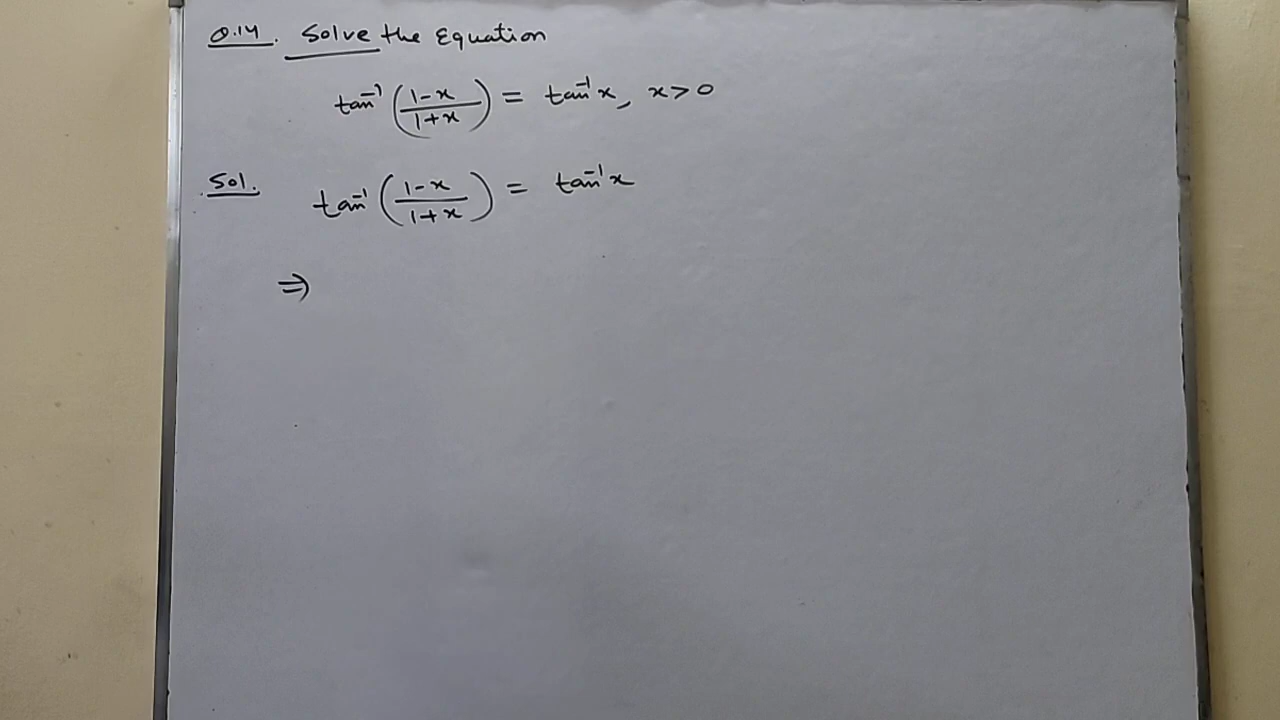 Q.14. Solve the Equation
tan⁻¹ (1-x / 1+x) = tan⁻¹x, x>0
Sol. tan⁻¹ (1-x / 1+x) = tan⁻¹x
⇒